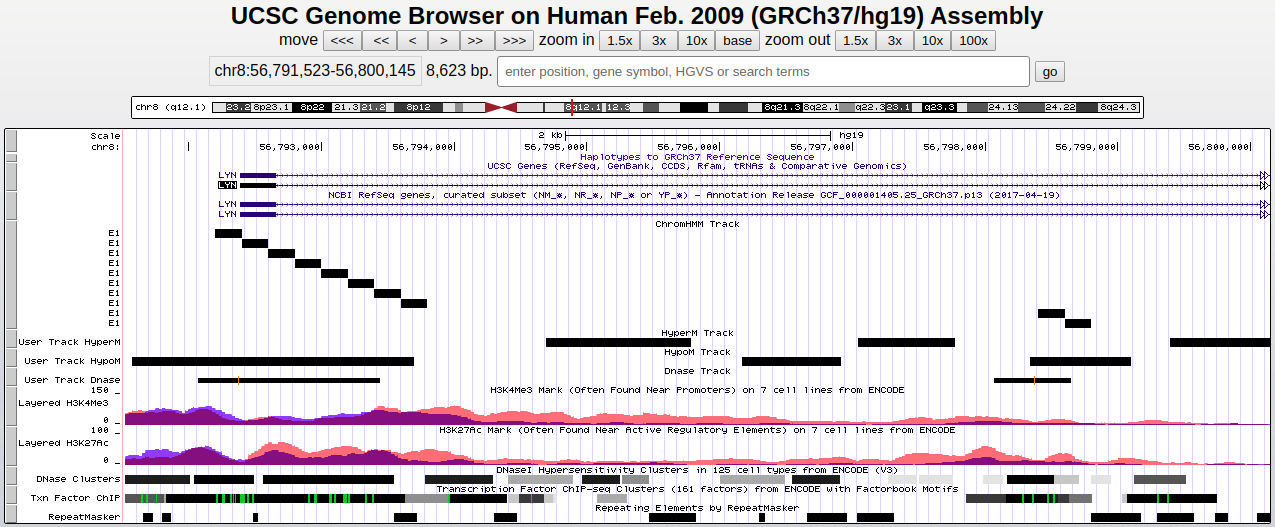 UCSC Genome Browser on Human Feb. 2009 (GRCh37/hg19) Assembly
move <<< << < > >> >>> zoom in 1.5x 3x 10x base zoom out 1.5x 3x 10x 100x
chr8:56,791,523-56,800,145 8,623 bp. enter position, gene symbol, HGVS or search terms go
chr8 (q12.1) 23.2 8p23.1 8p22 21.3 21.2 8p12 8q12.1 12.3 8q21.3 8q22.1 q22.3 23.1 q23.3 24.13 24.22 8q24.3
Scale 2 kb hg19
chr8: 56,793,000 56,794,000 56,795,000 56,796,000 56,797,000 56,798,000 56,799,000 56,800,000
Haplotypes to GRCh37 Reference Sequence
UCSC Genes (RefSeq, GenBank, CCDS, Rfam, tRNAs & Comparative Genomics)
LYN
LYN
NCBI RefSeq genes, curated subset (NM_*, NR_*, NP_* or YP_*) - Annotation Release GCF_000001405.25_GRCh37.p13 (2017-04-19)
LYN
LYN
ChromHMM Track
E1
E1
E1
E1
E1
E1
E1
E1
E1
E1
HyperM Track
User Track HyperM
HypoM Track
User Track HypoM
Dnase Track
User Track Dnase
H3K4Me3 Mark (Often Found Near Promoters) on 7 cell lines from ENCODE
150
Layered H3K4Me3
0
H3K27Ac Mark (Often Found Near Active Regulatory Elements) on 7 cell lines from ENCODE
100
Layered H3K27Ac
0
DNaseI Hypersensitivity Clusters in 125 cell types from ENCODE (V3)
DNase Clusters
Transcription Factor ChIP-seq Clusters (161 factors) from ENCODE with Factorbook Motifs
Txn Factor ChIP
Repeating Elements by RepeatMasker
RepeatMasker